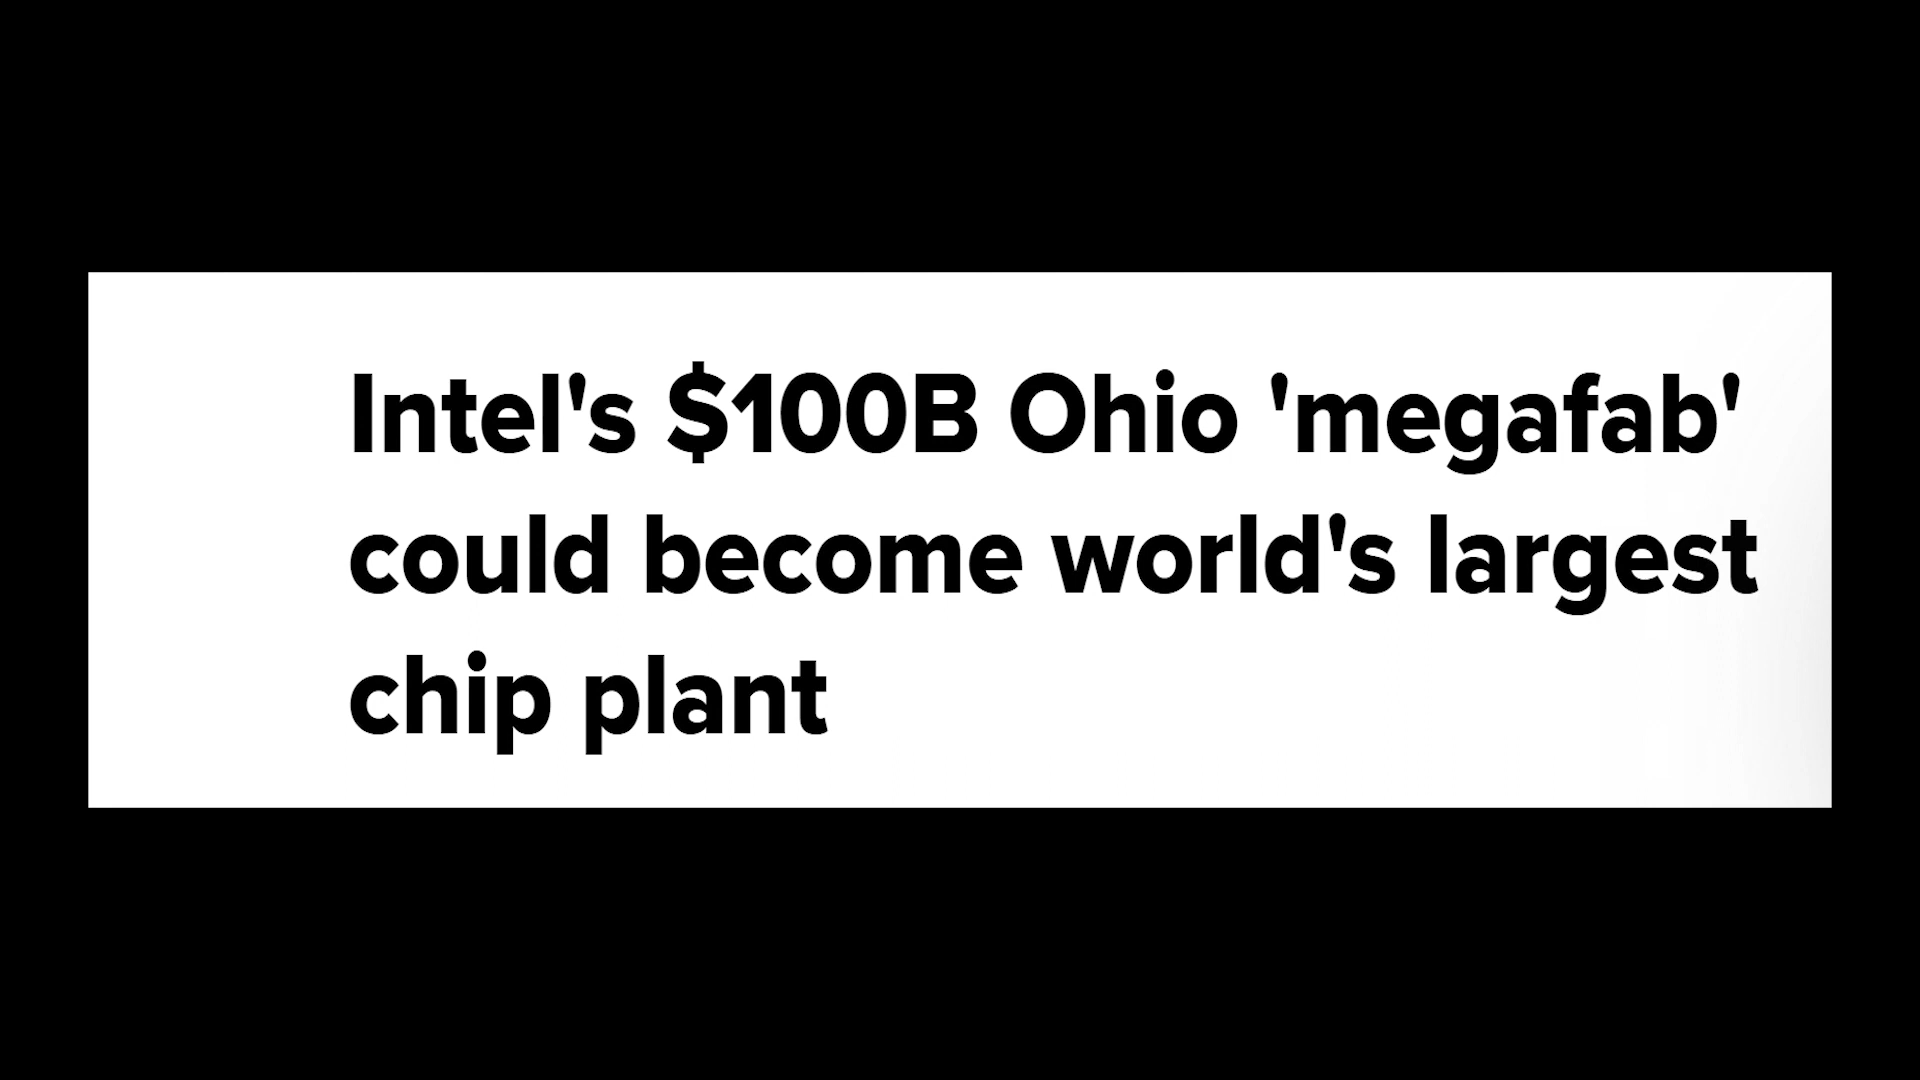 Intel's $100B Ohio 'megafab'
could become world's largest
chip plant